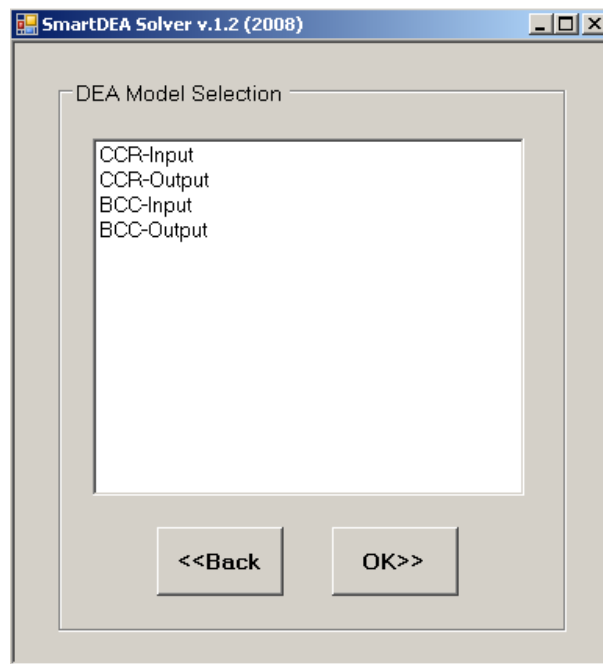 SmartDEA Solver v.1.2 (2008)
DEA Model Selection
CCR-Input
CCR-Output
BCC-Input
BCC-Output
<<Back
OK>>